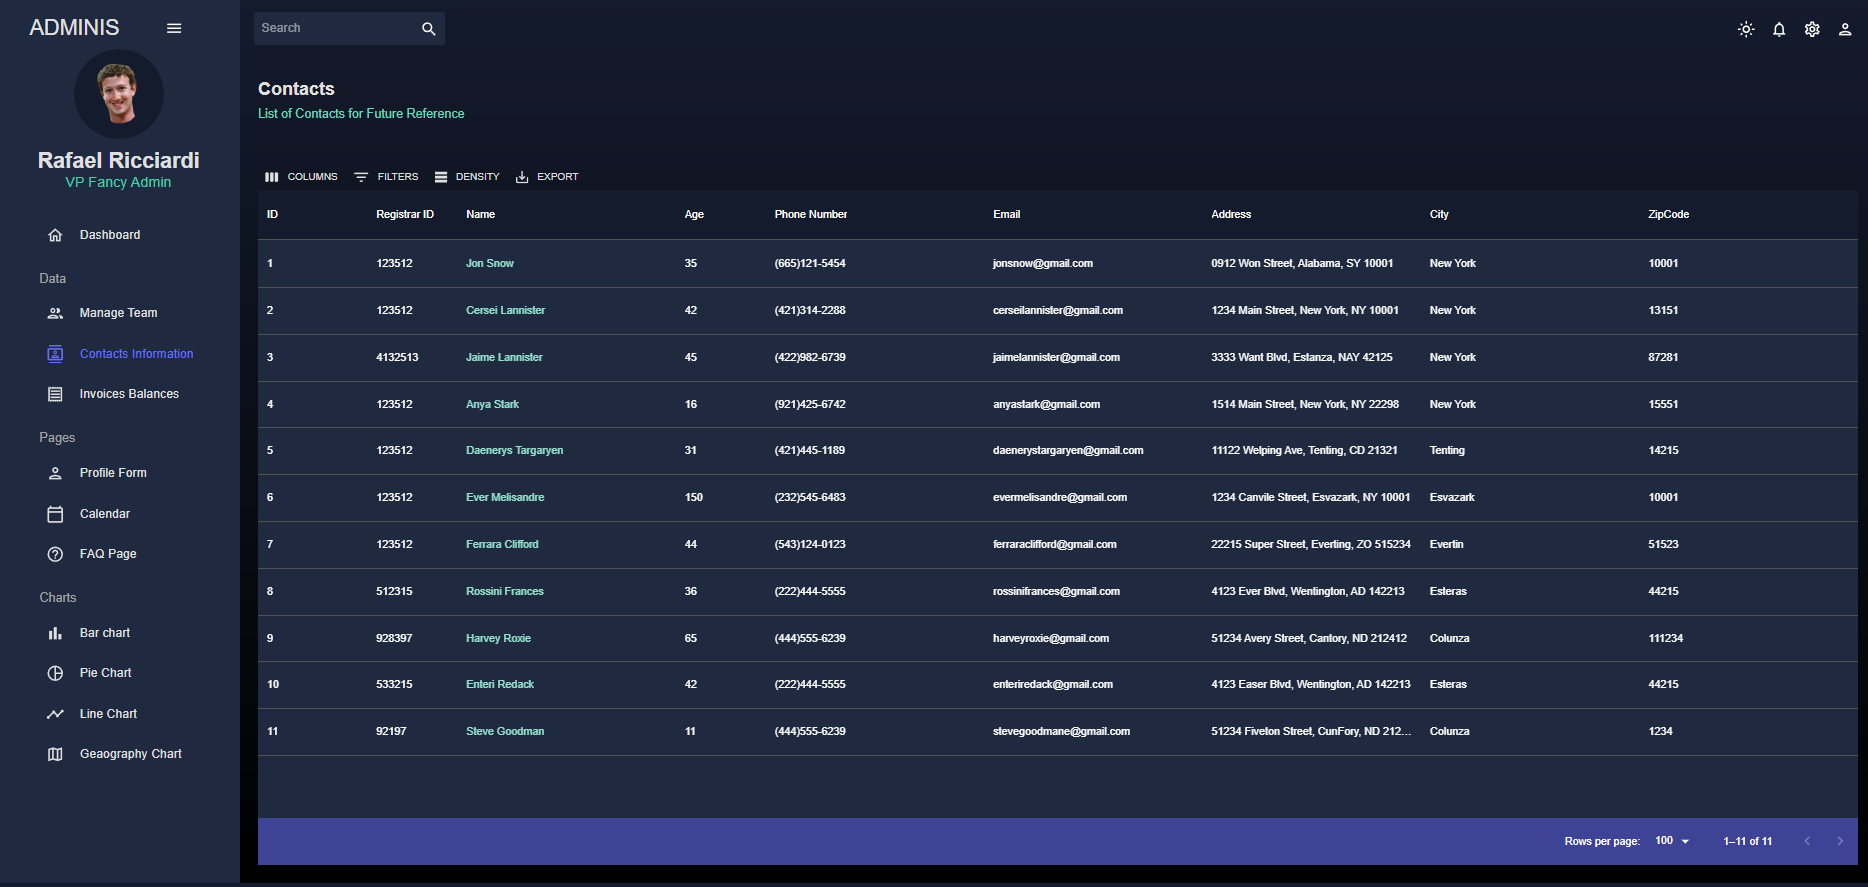 ADMINIS
Search
Rafael Ricciardi
VP Fancy Admin
Dashboard
Data
Manage Team
Contacts Information
Invoices Balances
Pages
Profile Form
Calendar
FAQ Page
Charts
Bar chart
Pie Chart
Line Chart
Geaography Chart
Contacts
List of Contacts for Future Reference
COLUMNS FILTERS DENSITY EXPORT
ID Registrar ID Name Age Phone Number Email Address City ZipCode
1 123512 Jon Snow 35 (665)121-5454 jonsnow@gmail.com 0912 Won Street, Alabama, SY 10001 New York 10001
2 123512 Cersei Lannister 42 (421)314-2288 cerseilannister@gmail.com 1234 Main Street, New York, NY 10001 New York 13151
3 4132513 Jaime Lannister 45 (422)982-6739 jaimelannister@gmail.com 3333 Want Blvd, Estanza, NAY 42125 New York 87281
4 123512 Anya Stark 16 (921)425-6742 anyastark@gmail.com 1514 Main Street, New York, NY 22298 New York 15551
5 123512 Daenerys Targaryen 31 (421)445-1189 daenerystargaryen@gmail.com 11122 Welping Ave, Tenting, CD 21321 Tenting 14215
6 123512 Ever Melisandre 150 (232)545-6483 evermelisandre@gmail.com 1234 Canvile Street, Esvazark, NY 10001 Esvazark 10001
7 123512 Ferrara Clifford 44 (543)124-0123 ferraraclifford@gmail.com 22215 Super Street, Everting, ZO 515234 Evertin 51523
8 512315 Rossini Frances 36 (222)444-5555 rossinifrances@gmail.com 4123 Ever Blvd, Wentington, AD 142213 Esteras 44215
9 928397 Harvey Roxie 65 (444)555-6239 harveyroxie@gmail.com 51234 Avery Street, Cantory, ND 212412 Colunza 111234
10 533215 Enteri Redack 42 (222)444-5555 enteriredack@gmail.com 4123 Easer Blvd, Wentington, AD 142213 Esteras 44215
11 92197 Steve Goodman 11 (444)555-6239 stevegoodmane@gmail.com 51234 Fiveton Street, CunFory, ND 212... Colunza 1234
Rows per page: 100 1–11 of 11